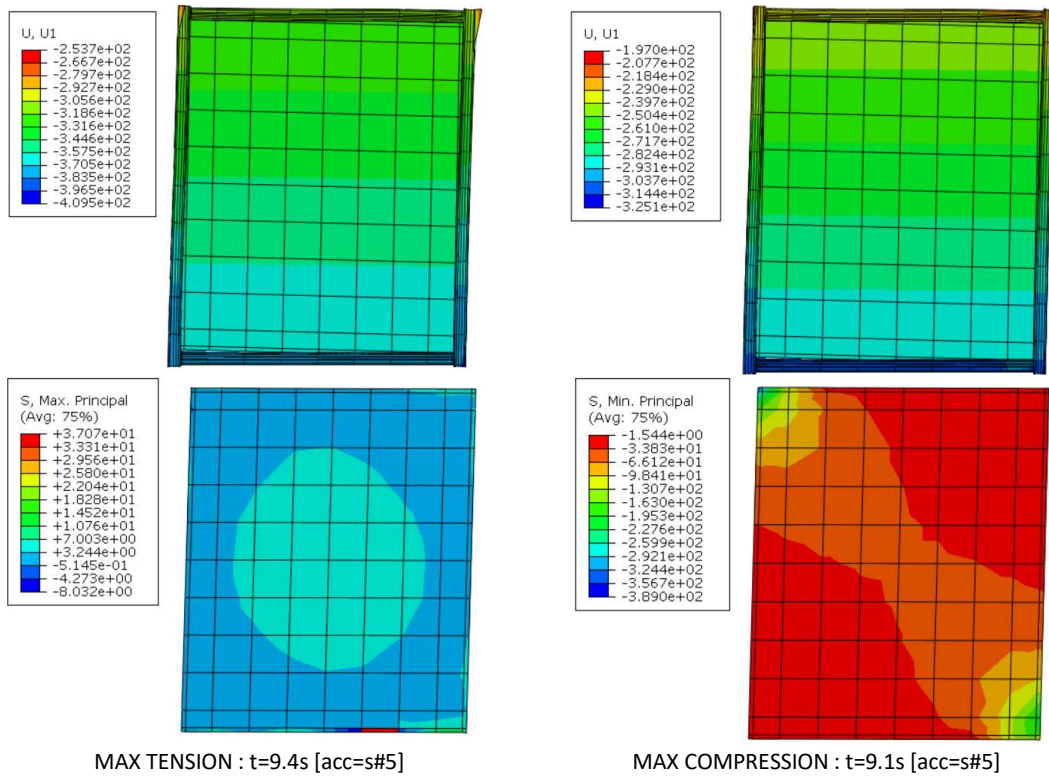 U, U1
-2.537e+02
-2.667e+02
-2.797e+02
-2.927e+02
-3.056e+02
-3.186e+02
-3.316e+02
-3.446e+02
-3.575e+02
-3.705e+02
-3.835e+02
-3.965e+02
-4.095e+02
U, U1
-1.970e+02
-2.077e+02
-2.184e+02
-2.290e+02
-2.397e+02
-2.504e+02
-2.610e+02
-2.717e+02
-2.824e+02
-2.931e+02
-3.037e+02
-3.144e+02
-3.251e+02
S, Max. Principal
(Avg: 75%)
+3.707e+01
+3.331e+01
+2.956e+01
+2.580e+01
+2.204e+01
+1.828e+01
+1.452e+01
+1.076e+01
+7.003e+00
+3.244e+00
-5.145e-01
-4.273e+00
-8.032e+00
S, Min. Principal
(Avg: 75%)
-1.544e+00
-3.383e+01
-6.612e+01
-9.841e+01
-1.307e+02
-1.630e+02
-1.953e+02
-2.276e+02
-2.599e+02
-2.921e+02
-3.244e+02
-3.567e+02
-3.890e+02
MAX TENSION : t=9.4s [acc=s#5]
MAX COMPRESSION : t=9.1s [acc=s#5]